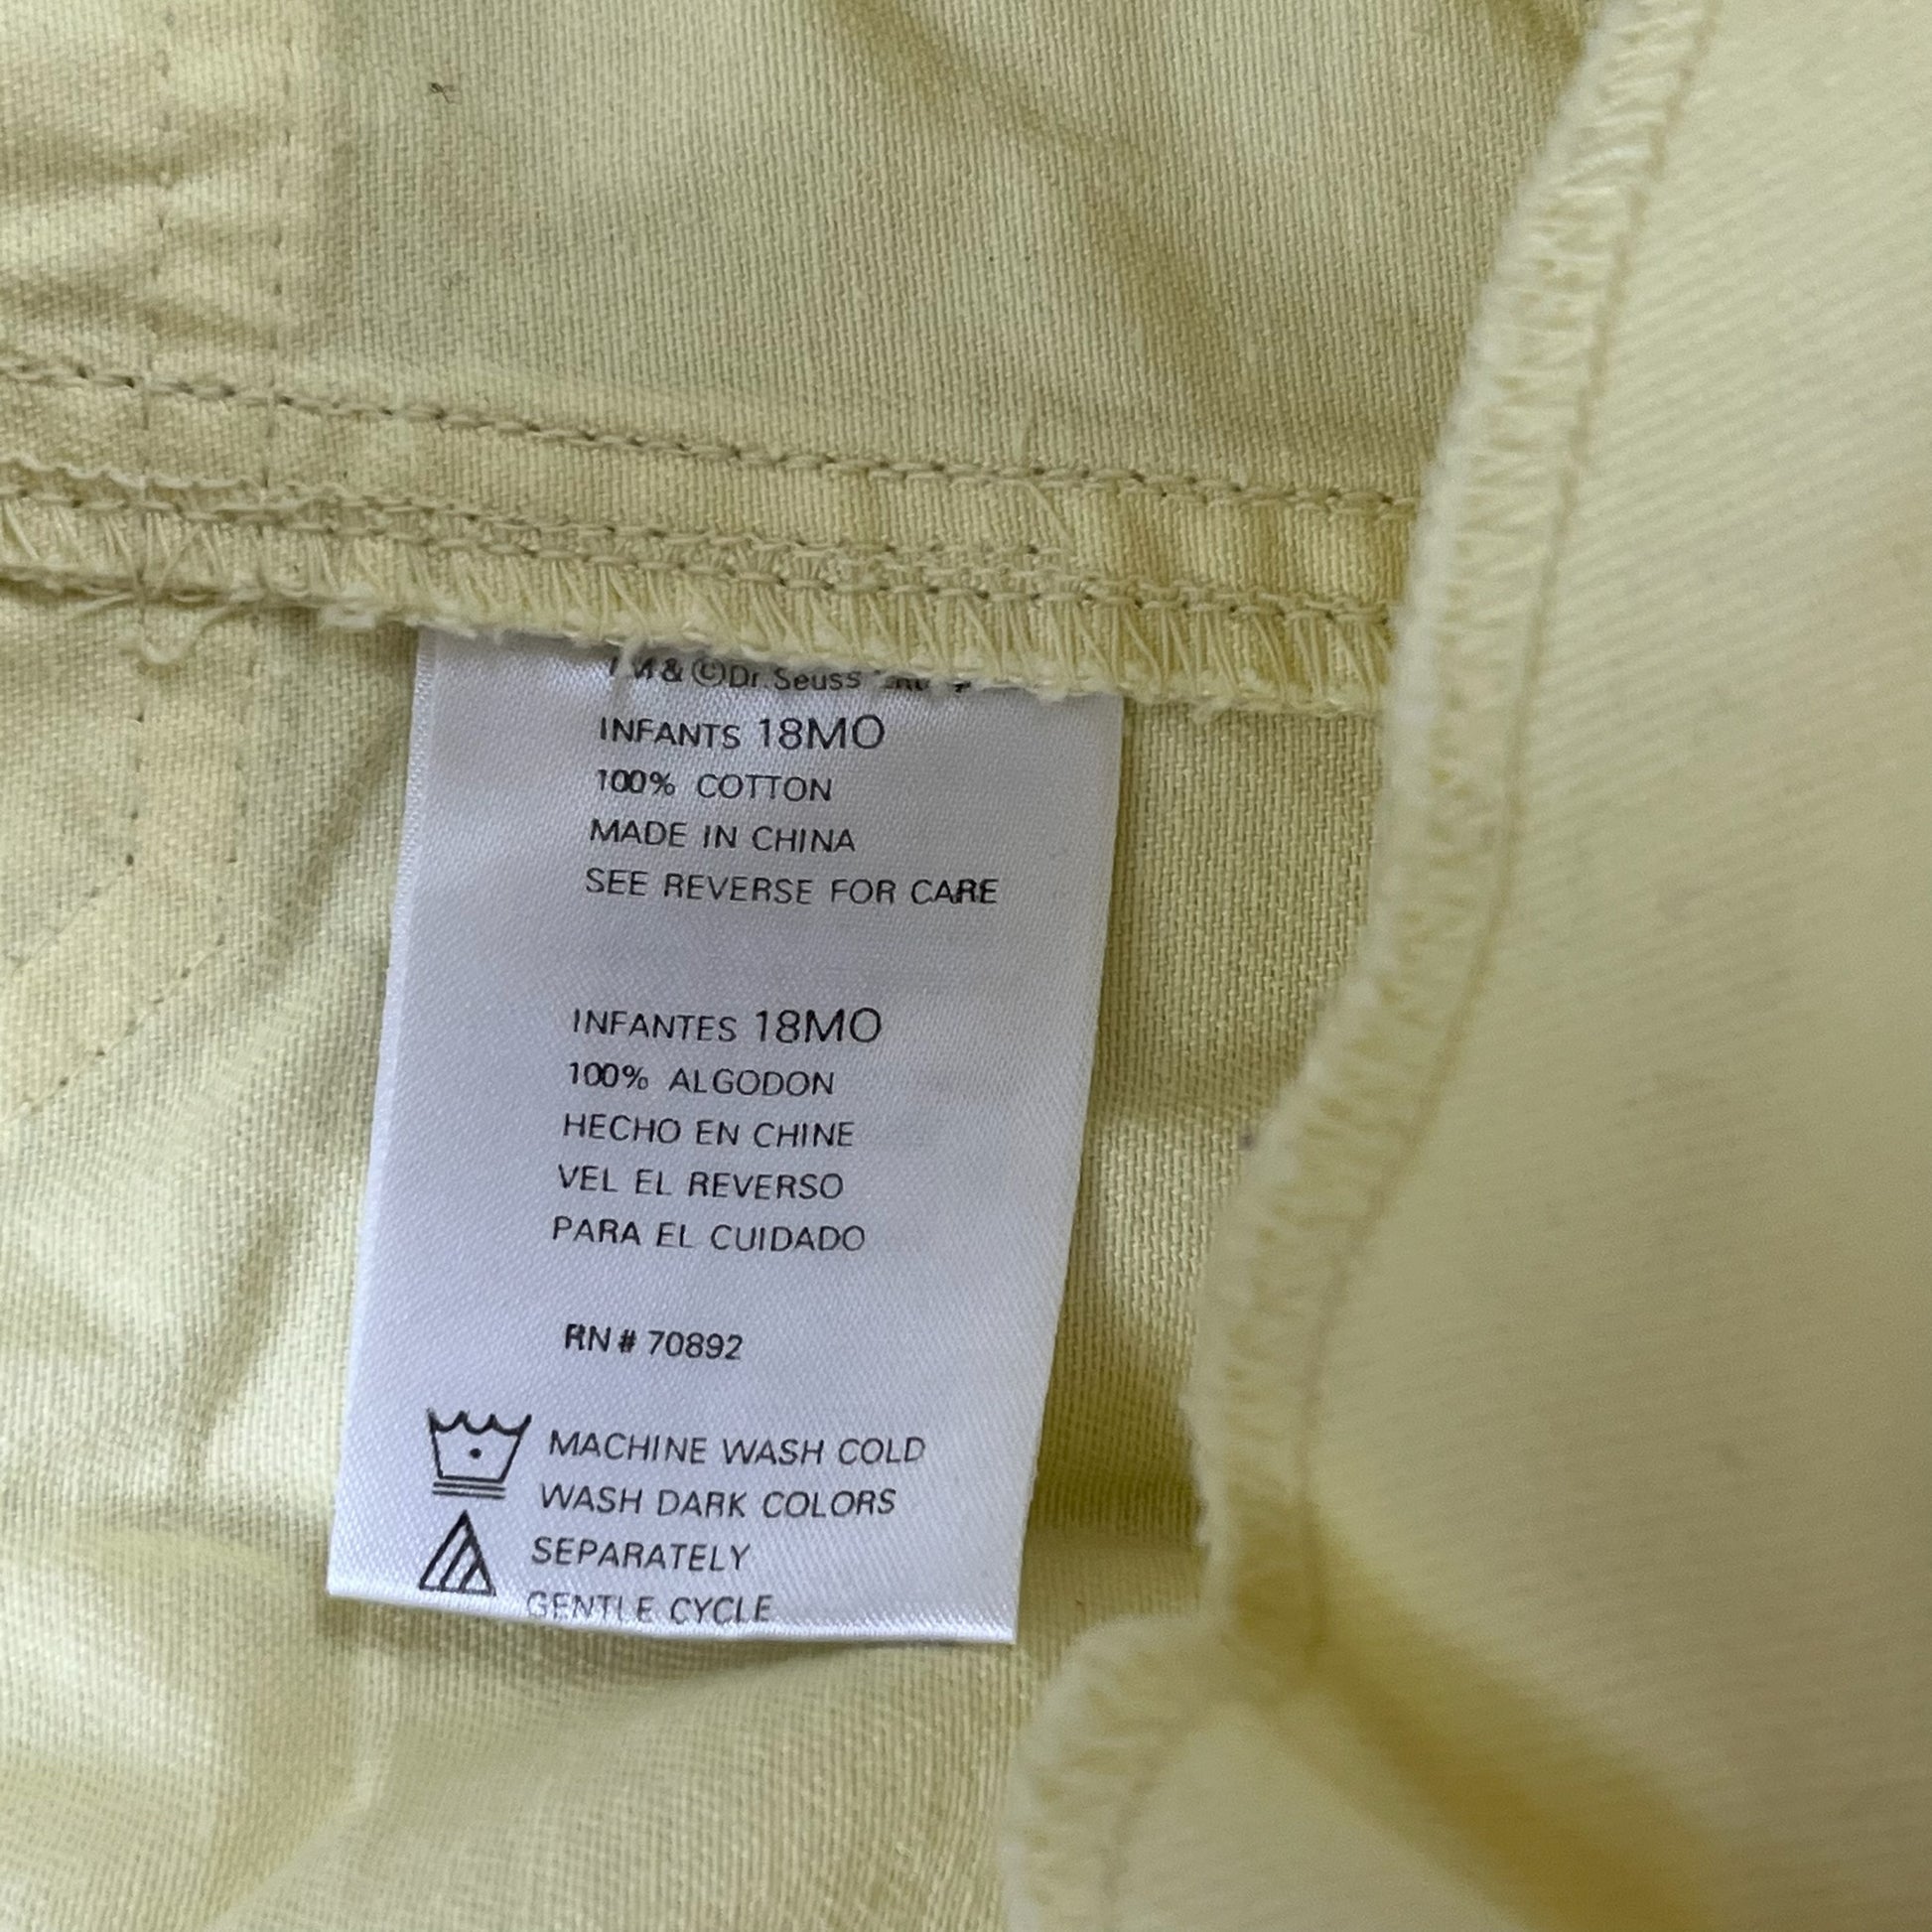 TM & ©Dr. Seuss
INFANTS 18MO
100% COTTON
MADE IN CHINA
SEE REVERSE FOR CARE
INFANTES 18MO
100% ALGODON
HECHO EN CHINE
VEL EL REVERSO
PARA EL CUIDADO
RN # 70892
MACHINE WASH COLD
WASH DARK COLORS
SEPARATELY
GENTLE CYCLE